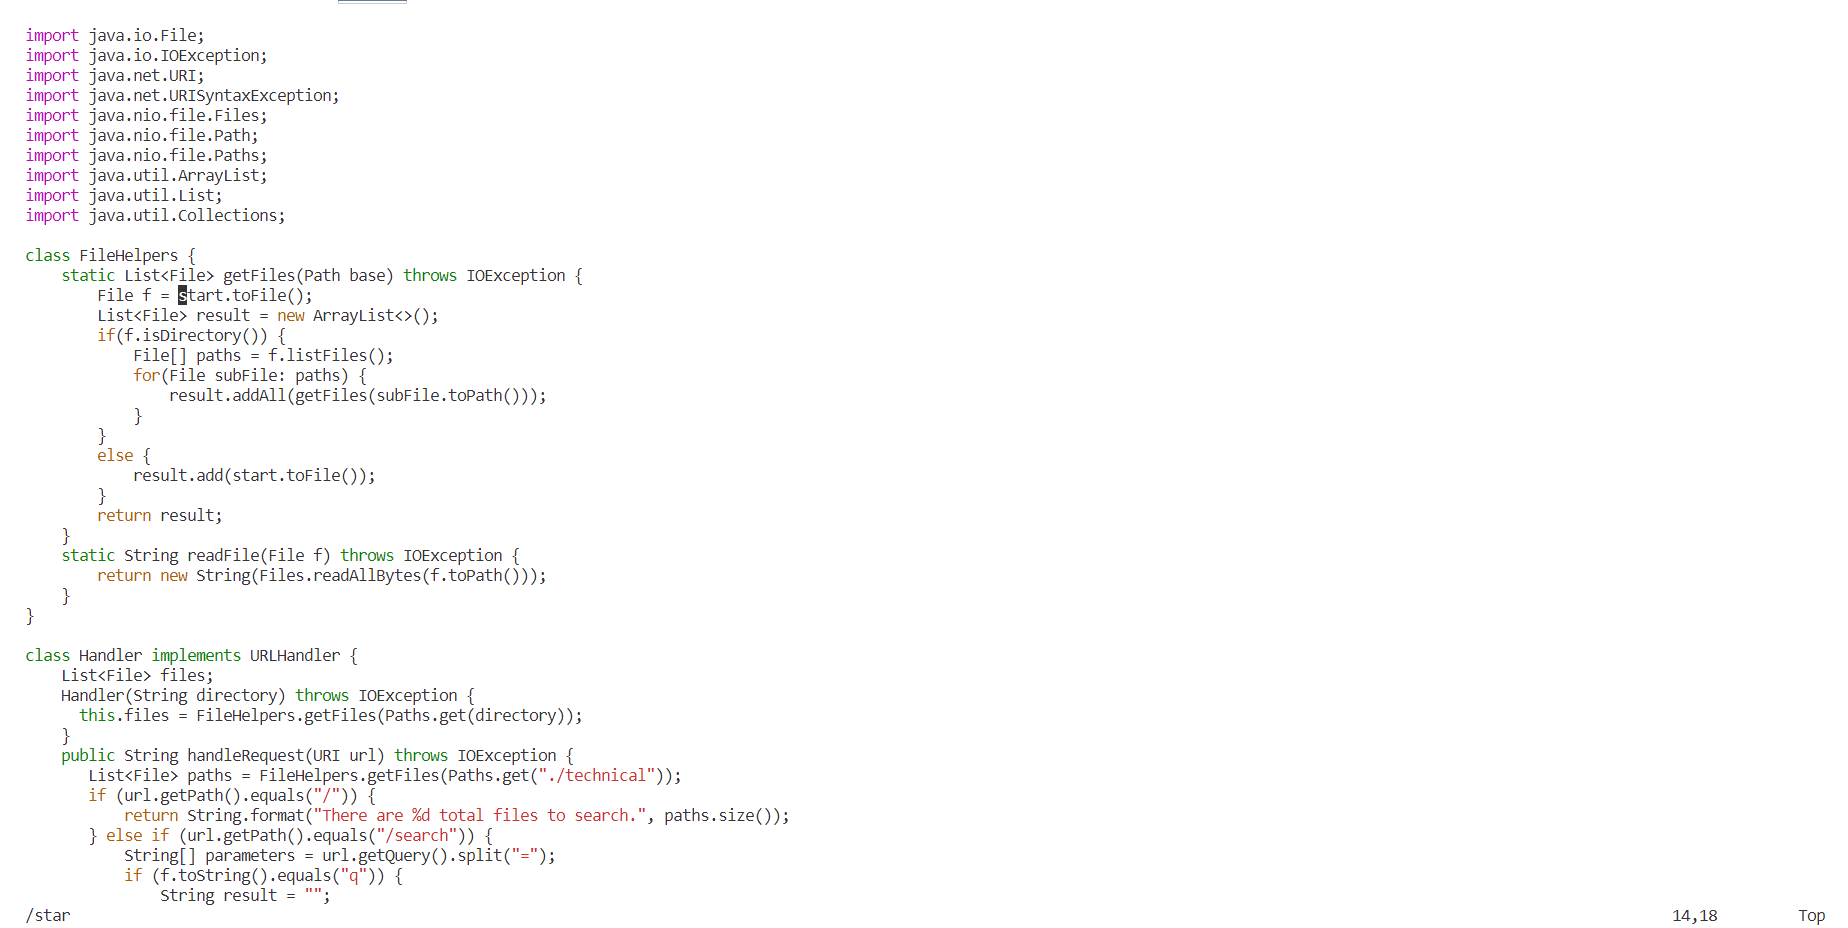 import java.io.File;
import java.io.IOException;
import java.net.URI;
import java.net.URISyntaxException;
import java.nio.file.Files;
import java.nio.file.Path;
import java.nio.file.Paths;
import java.util.ArrayList;
import java.util.List;
import java.util.Collections;

class FileHelpers {
    static List<File> getFiles(Path base) throws IOException {
        File f = start.toFile();
        List<File> result = new ArrayList<>();
        if(f.isDirectory()) {
            File[] paths = f.listFiles();
            for(File subFile: paths) {
                result.addAll(getFiles(subFile.toPath()));
            }
        }
        else {
            result.add(start.toFile());
        }
        return result;
    }
    static String readFile(File f) throws IOException {
        return new String(Files.readAllBytes(f.toPath()));
    }
}

class Handler implements URLHandler {
    List<File> files;
    Handler(String directory) throws IOException {
      this.files = FileHelpers.getFiles(Paths.get(directory));
    }
    public String handleRequest(URI url) throws IOException {
       List<File> paths = FileHelpers.getFiles(Paths.get("./technical"));
       if (url.getPath().equals("/")) {
           return String.format("There are %d total files to search.", paths.size());
       } else if (url.getPath().equals("/search")) {
           String[] parameters = url.getQuery().split("=");
           if (f.toString().equals("q")) {
               String result = "";
/star 14,18 Top